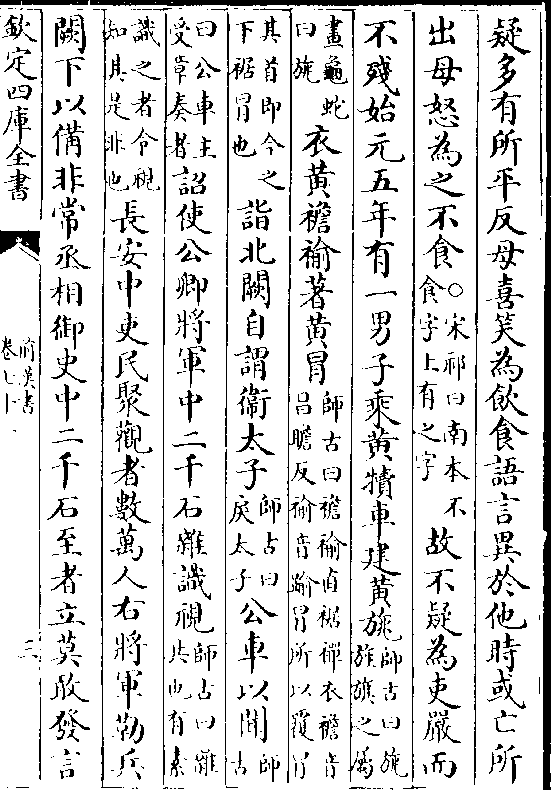 疑多有所平反母喜笑為飲食語言異於他時或亡所
出母怒為之不食○宋祁曰南本不食字上有之字故不疑為吏嚴而
不殘始元五年有一男子乘黃犢車建黃旐師古曰旐旌旗之屬
畫龜蛇曰旐衣黃襜褕著黃冒師古曰襜褕直裾襌衣襜音昌瞻反褕音踰冒所以覆冒
其首即今之下裙冒也詣北闕自謂衛太子師古曰戾太子公車以聞師古
曰公車主受章奏者詔使公卿將軍中二千石雜識視師古曰雜共也有素
識之者令視知其是非也長安中吏民聚觀者數萬人右將軍勒兵
闕下以備非常丞相御史中二千石至者立莫敢發言
欽定四庫全書
前漢書
卷七十
三